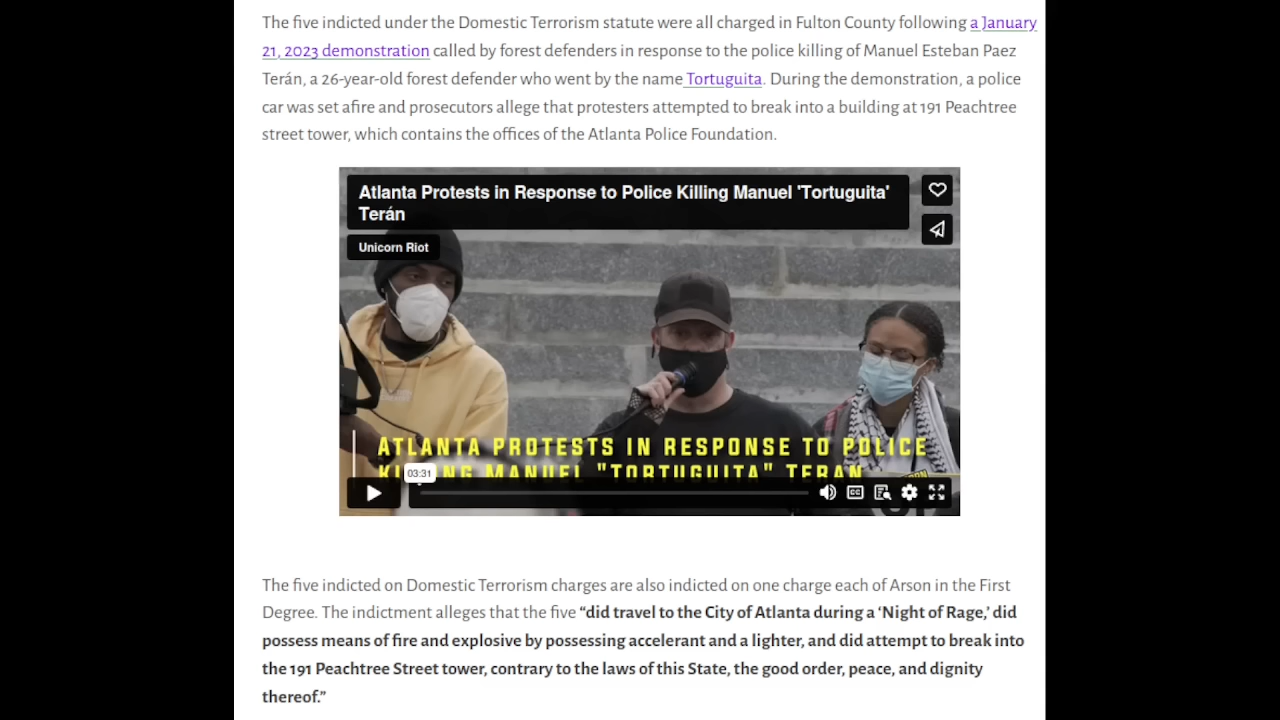 The five indicted under the Domestic Terrorism statute were all charged in Fulton County following a January
21, 2023 demonstration called by forest defenders in response to the police killing of Manuel Esteban Paez
Terán, a 26-year-old forest defender who went by the name Tortuguita. During the demonstration, a police
car was set afire and prosecutors allege that protesters attempted to break into a building at 191 Peachtree
street tower, which contains the offices of the Atlanta Police Foundation.
Atlanta Protests in Response to Police Killing Manuel 'Tortuguita'
Terán
Unicorn Riot
ATLANTA PROTESTS IN RESPONSE TO POLICE
KILLING MANUEL "TORTUGUITA" TERAN
03:31
CC
The five indicted on Domestic Terrorism charges are also indicted on one charge each of Arson in the First
Degree. The indictment alleges that the five “did travel to the City of Atlanta during a ‘Night of Rage,’ did
possess means of fire and explosive by possessing accelerant and a lighter, and did attempt to break into
the 191 Peachtree Street tower, contrary to the laws of this State, the good order, peace, and dignity
thereof.”